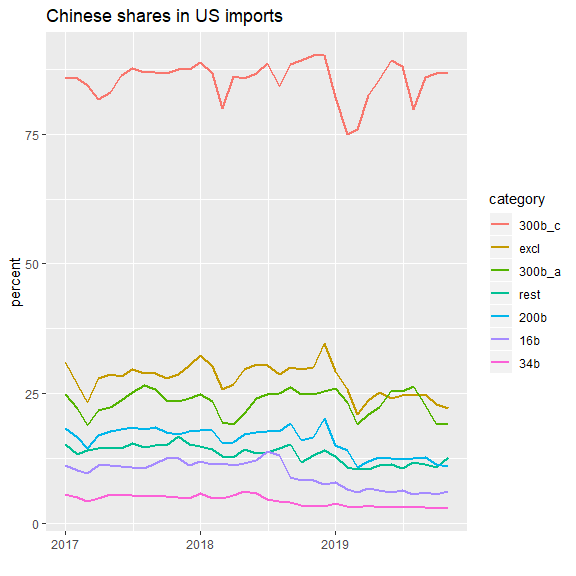 Chinese shares in US imports
percent
75
50
25
0
2017
2018
2019
category
300b_c
excl
300b_a
rest
200b
16b
34b